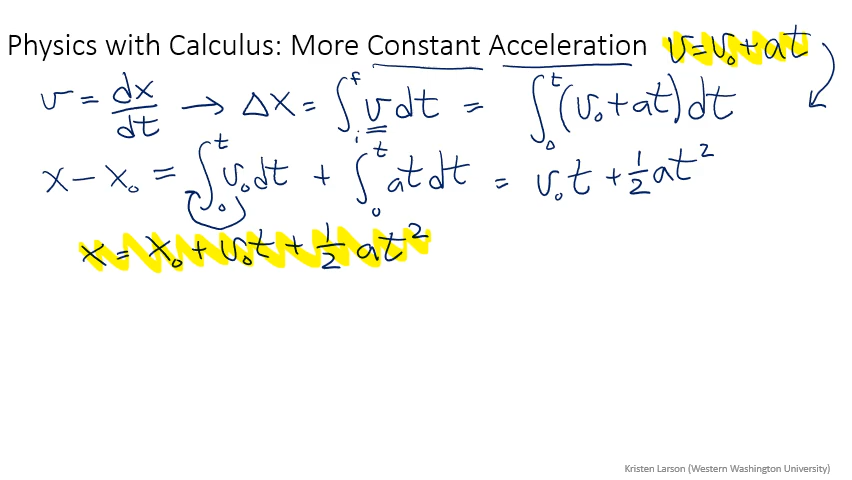 Physics with Calculus: More Constant Acceleration v = v₀ + at
v = dx/dt → Δx = ∫ᵢᶠ v dt = ∫₀ᵗ (v₀ + at) dt
x − x₀ = ∫₀ᵗ v₀ dt + ∫₀ᵗ at dt = v₀t + ½at²
x = x₀ + v₀t + ½at²
Kristen Larson (Western Washington University)